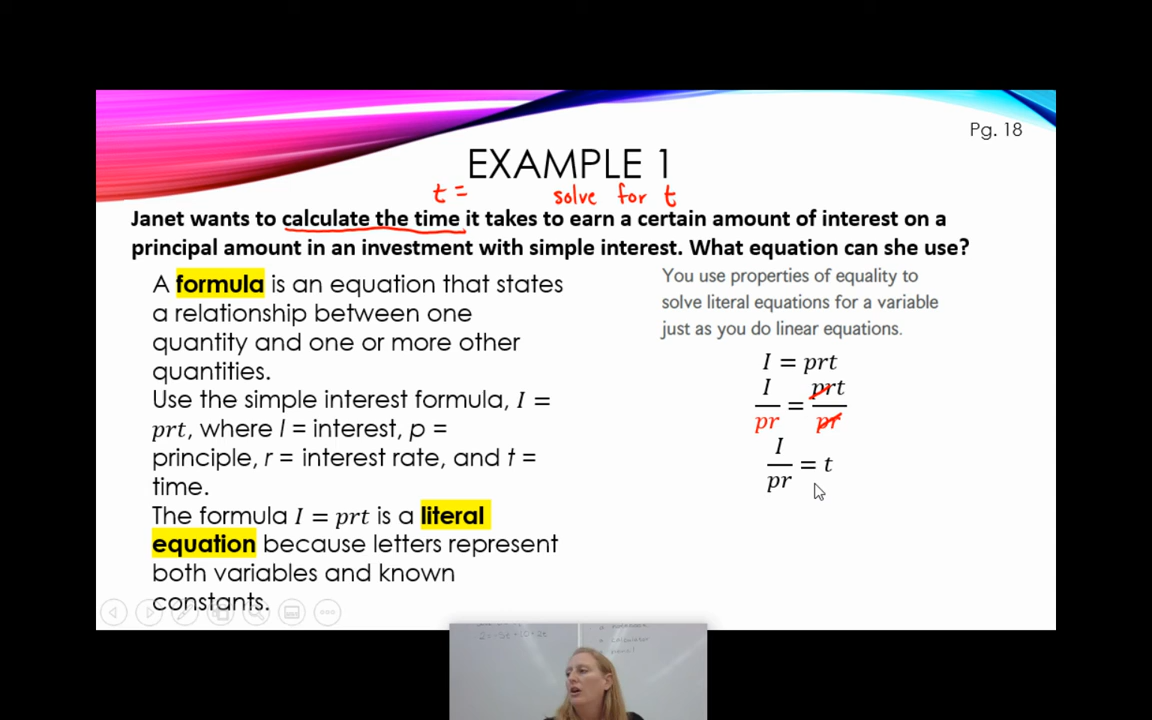 Pg. 18
EXAMPLE 1
t = solve for t
Janet wants to calculate the time it takes to earn a certain amount of interest on a
principal amount in an investment with simple interest. What equation can she use?
A formula is an equation that states
a relationship between one
quantity and one or more other
quantities.
Use the simple interest formula, I =
prt, where I = interest, p =
principle, r = interest rate, and t =
time.
The formula I = prt is a literal
equation because letters represent
both variables and known
constants.
You use properties of equality to
solve literal equations for a variable
just as you do linear equations.
I = prt
I/pr = prt/pr
I/pr = t